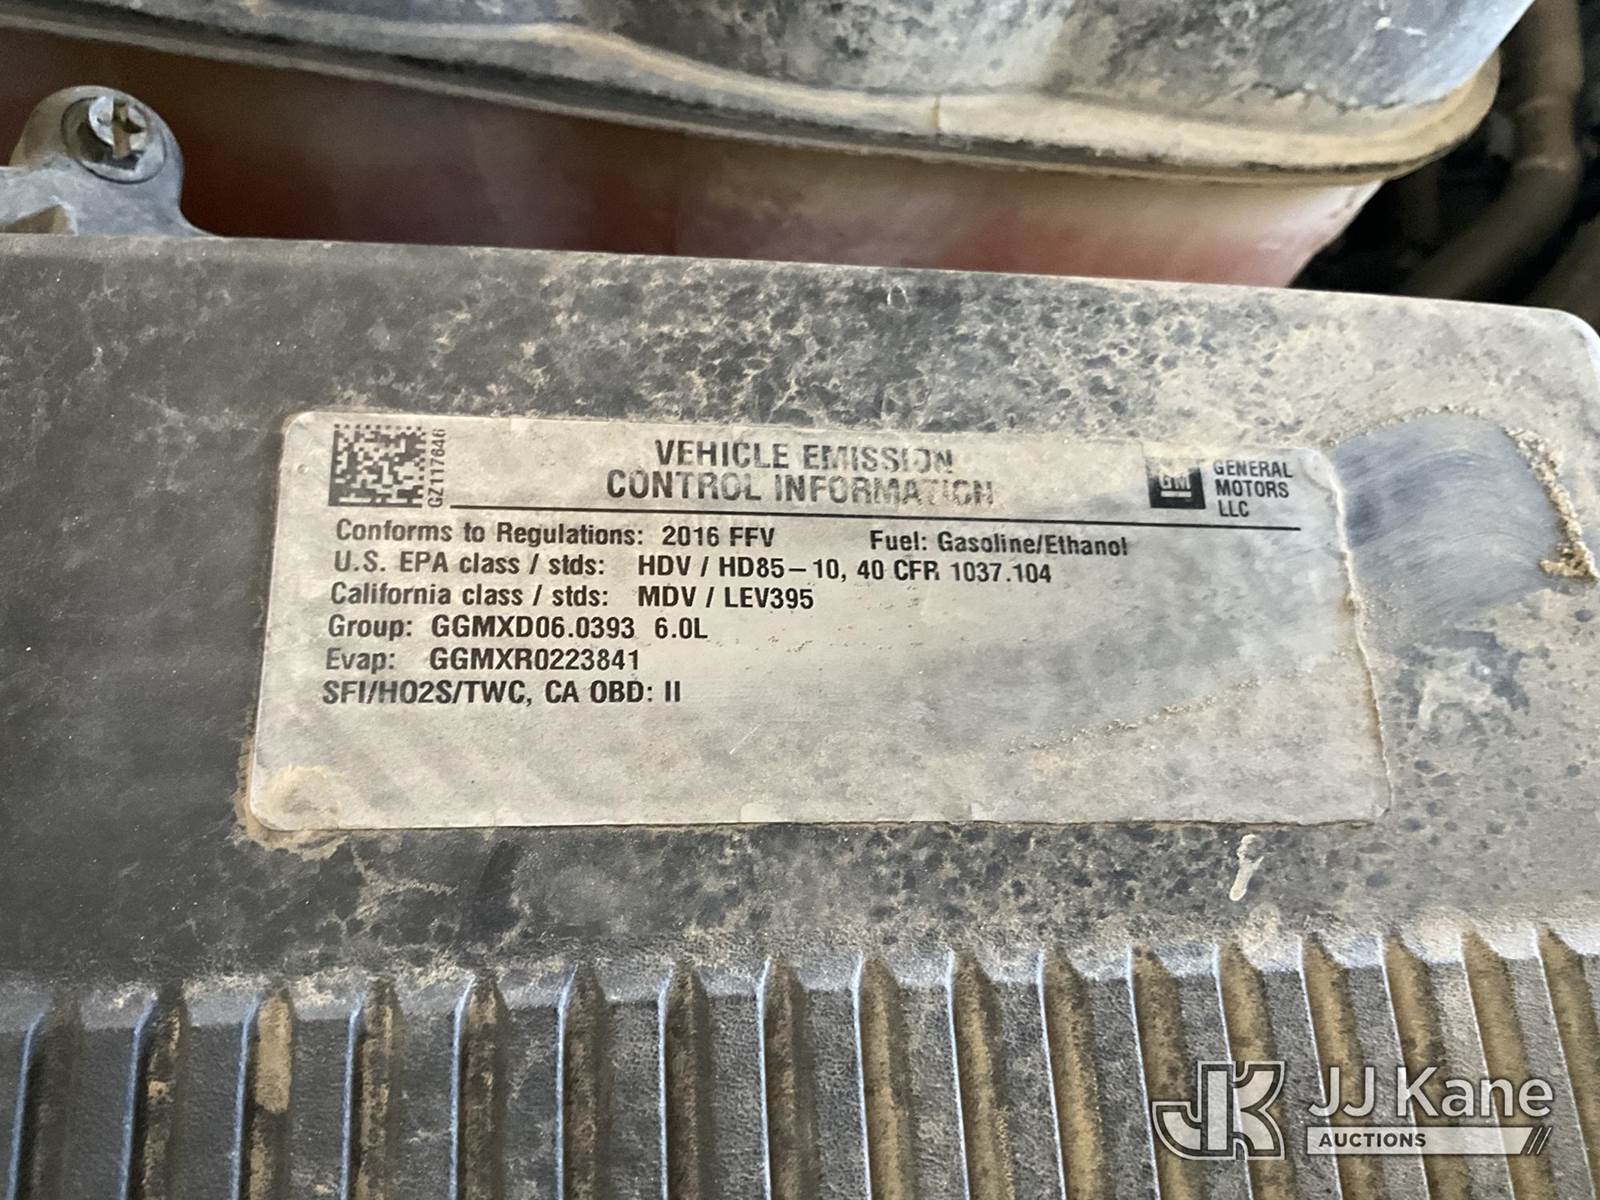 GZ117646
VEHICLE EMISSION
CONTROL INFORMATION
GM
GENERAL
MOTORS
LLC
Conforms to Regulations: 2016 FFV Fuel: Gasoline/Ethanol
U.S. EPA class / stds: HDV / HD85-10, 40 CFR 1037.104
California class / stds: MDV / LEV395
Group: GGMXD06.0393 6.0L
Evap: GGMXR0223841
SFI/HO2S/TWC, CA OBD: II
JK
JJ Kane
AUCTIONS